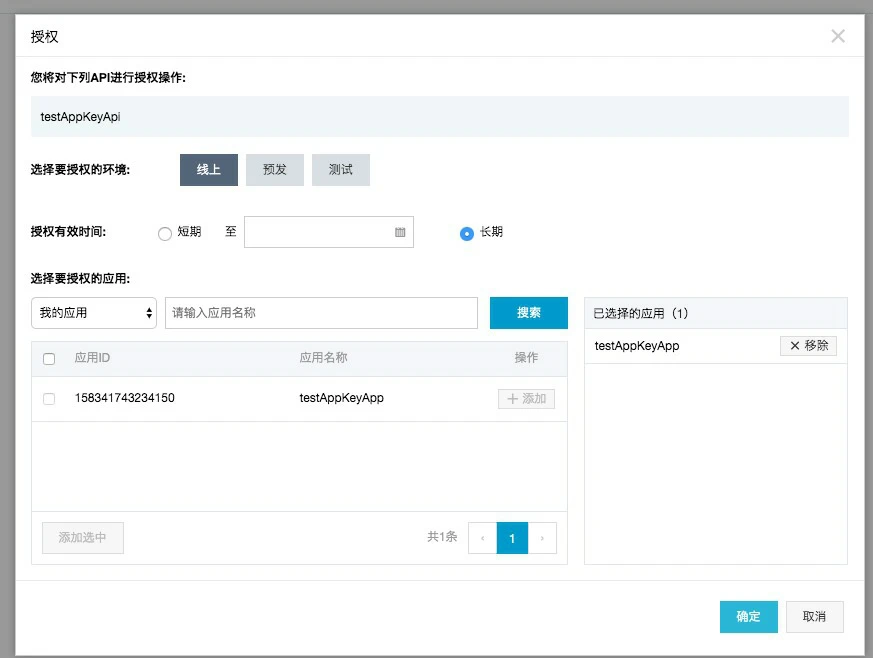 授权
您将对下列API进行授权操作:
testAppKeyApi
选择要授权的环境: 线上 预发 测试
授权有效时间: 短期 至 长期
选择要授权的应用:
我的应用 请输入应用名称 搜索 已选择的应用（1）
testAppKeyApp 移除
应用ID 应用名称 操作
158341743234150 testAppKeyApp 添加
添加选中 共1条 1
确定 取消